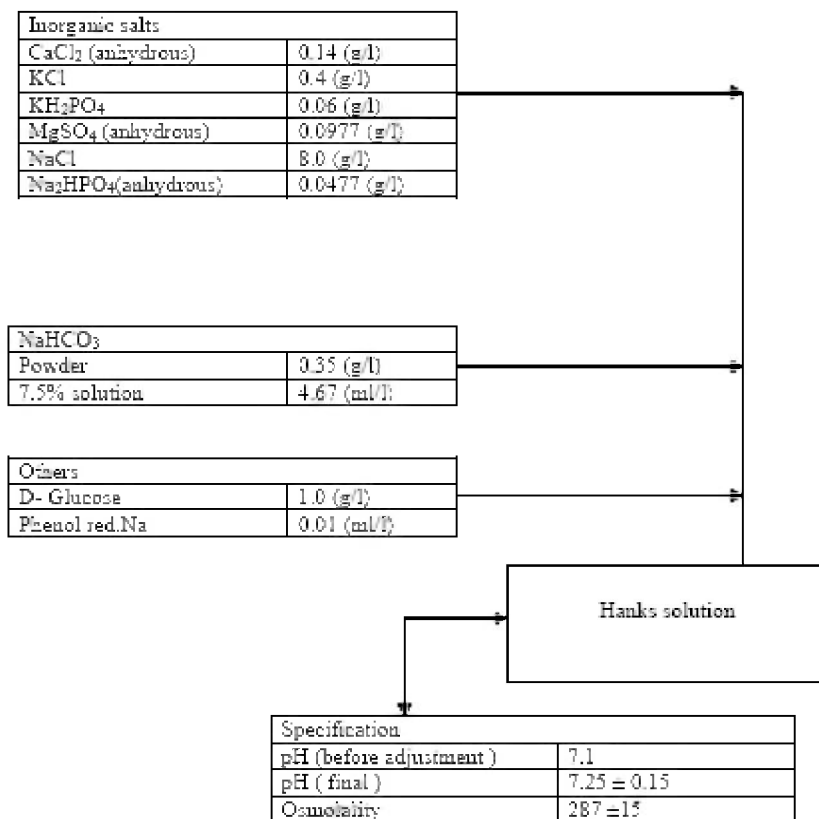 Inorganic salts
CaCl₂ (anhydrous) 0.14 (g/l)
KCl 0.4 (g/l)
KH₂PO₄ 0.06 (g/l)
MgSO₄ (anhydrous) 0.0977 (g/l)
NaCl 8.0 (g/l)
Na₂HPO₄(anhydrous) 0.0477 (g/l)
NaHCO₃
Powder 0.35 (g/l)
7.5% solution 4.67 (ml/l)
Others
D- Glucose 1.0 (g/l)
Phenol red.Na 0.01 (ml/l)
Hanks solution
Specification
pH (before adjustment ) 7.1
pH ( final ) 7.25 ± 0.15
Osmolality 287 ±15